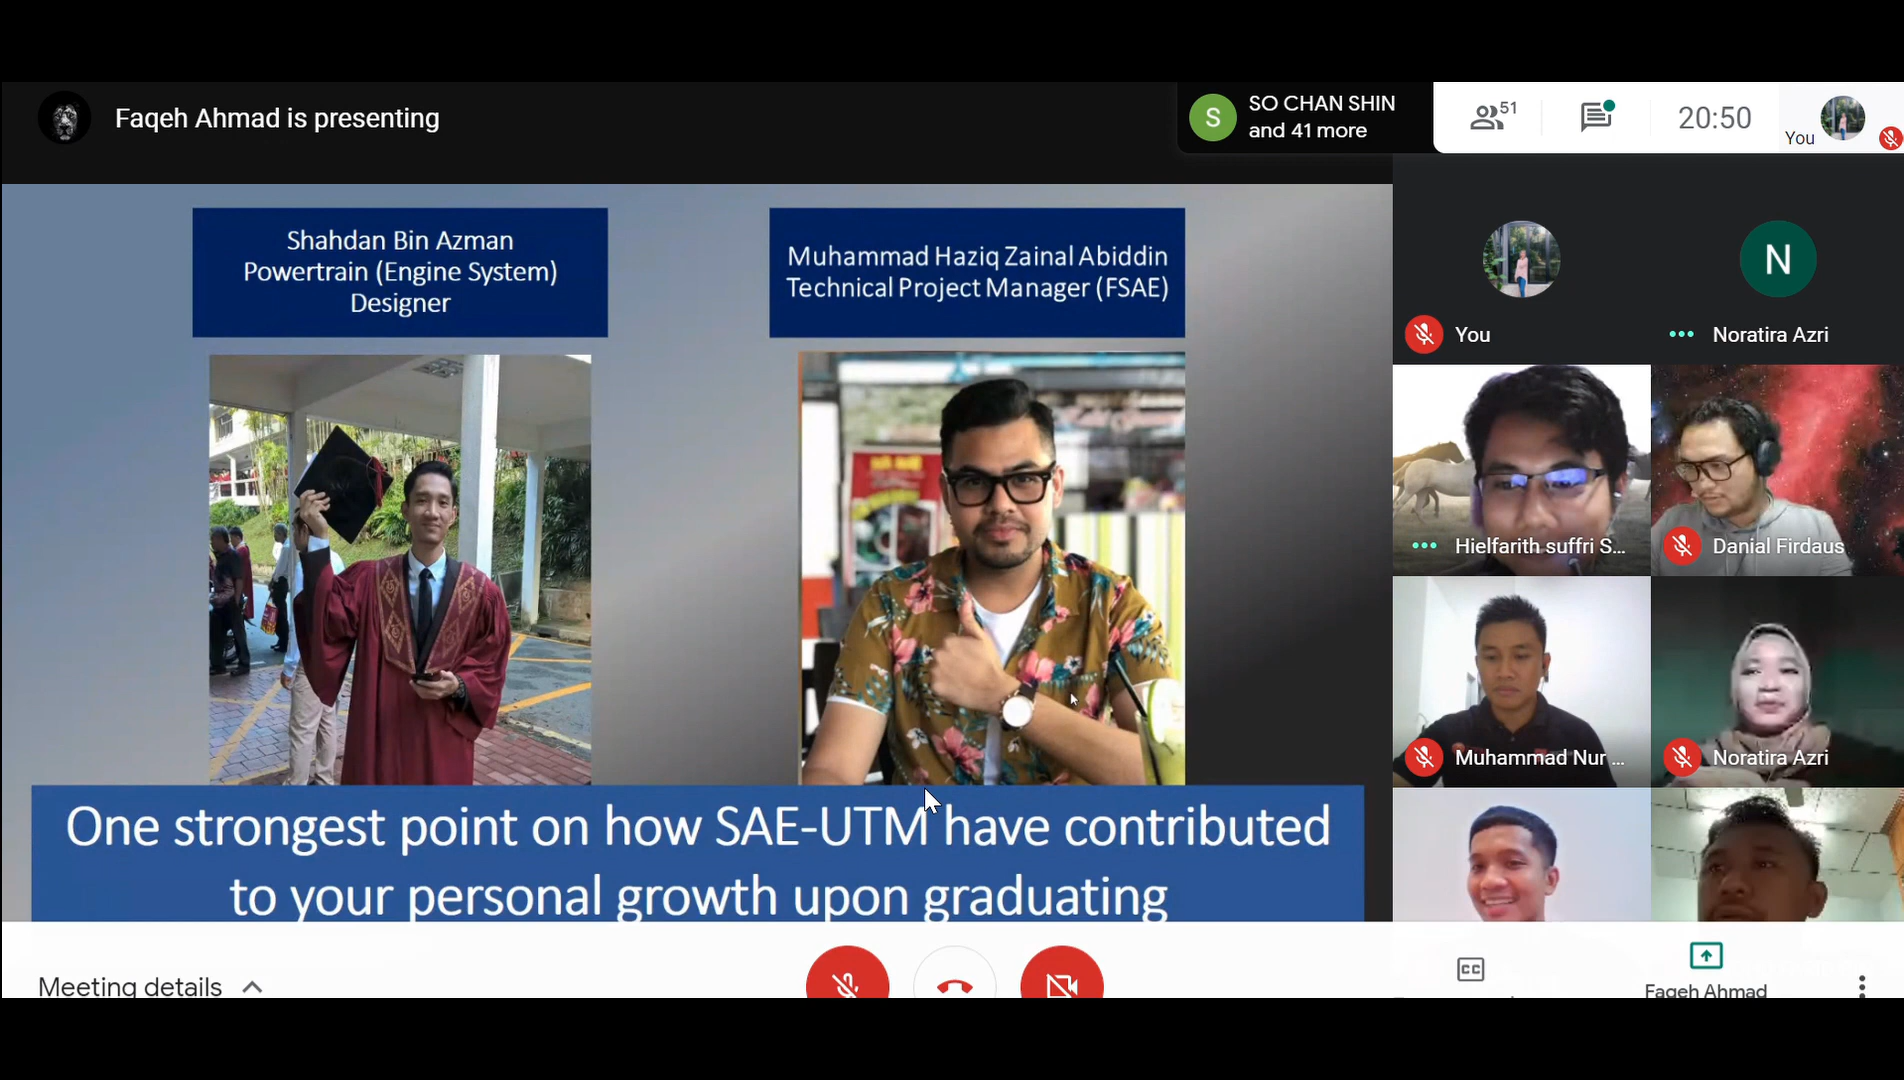 Faqeh Ahmad is presenting
S
SO CHAN SHIN
and 41 more
51
20:50
You
Shahdan Bin Azman
Powertrain (Engine System)
Designer
Muhammad Haziq Zainal Abiddin
Technical Project Manager (FSAE)
N
You
Noratira Azri
Hielfarith suffri S...
Danial Firdaus
Muhammad Nur ...
Noratira Azri
One strongest point on how SAE-UTM have contributed
to your personal growth upon graduating
Meeting details
CC
Faqeh Ahmad